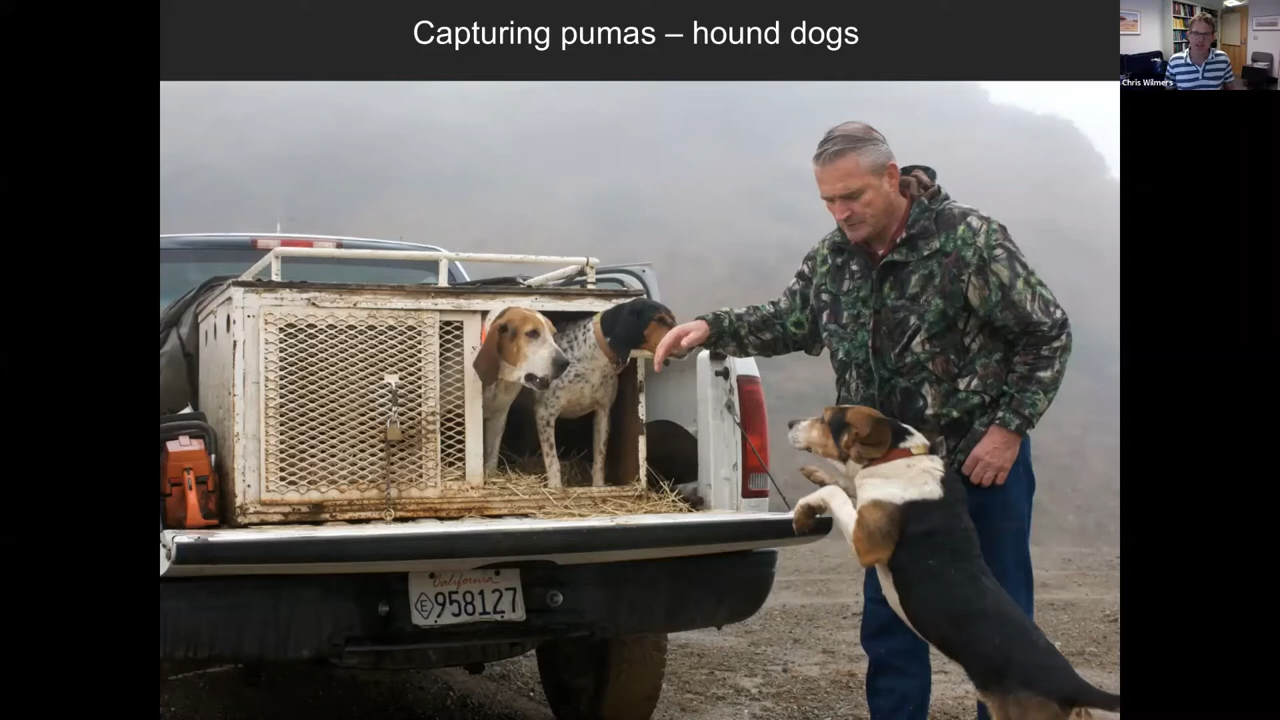 Capturing pumas – hound dogs
Chris Wilmers
California
E 958127